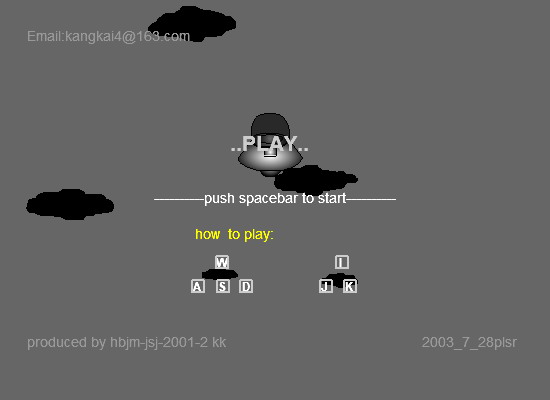 Email:kangkai4@163.com
..PLAY..
----------push spacebar to start----------
how  to play:
W I
A S D J K
produced by hbjm-jsj-2001-2 kk 2003_7_28plsr